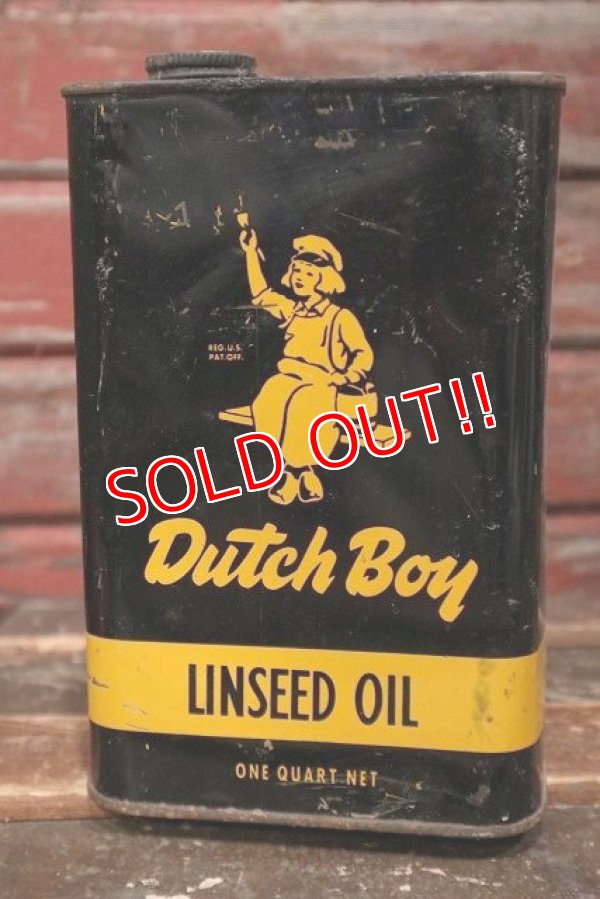 REG. U.S.
PAT. OFF.
SOLD OUT!!
Dutch Boy
LINSEED OIL
ONE QUART NET